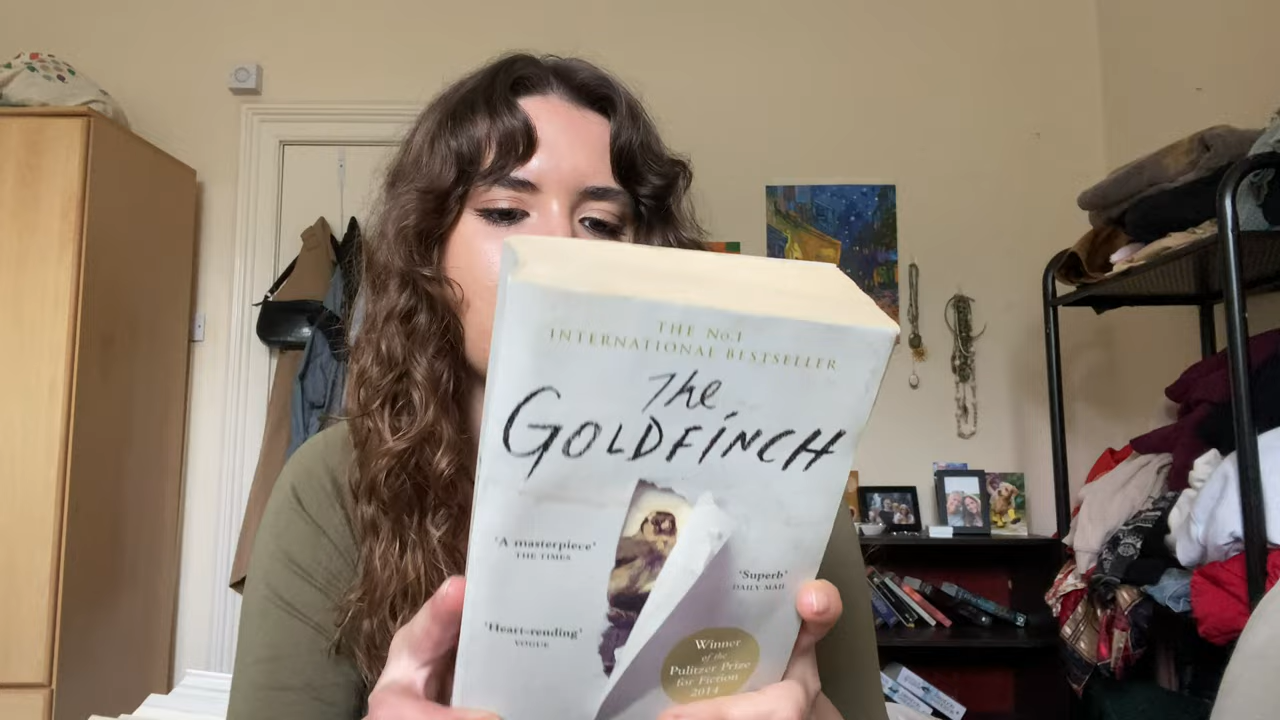 THE No.1
INTERNATIONAL BESTSELLER
The
GOLDFINCH
'A masterpiece'
THE TIMES
'Superb'
DAILY MAIL
'Heart-rending'
VOGUE
Winner
of the
Pulitzer Prize
for Fiction
2014